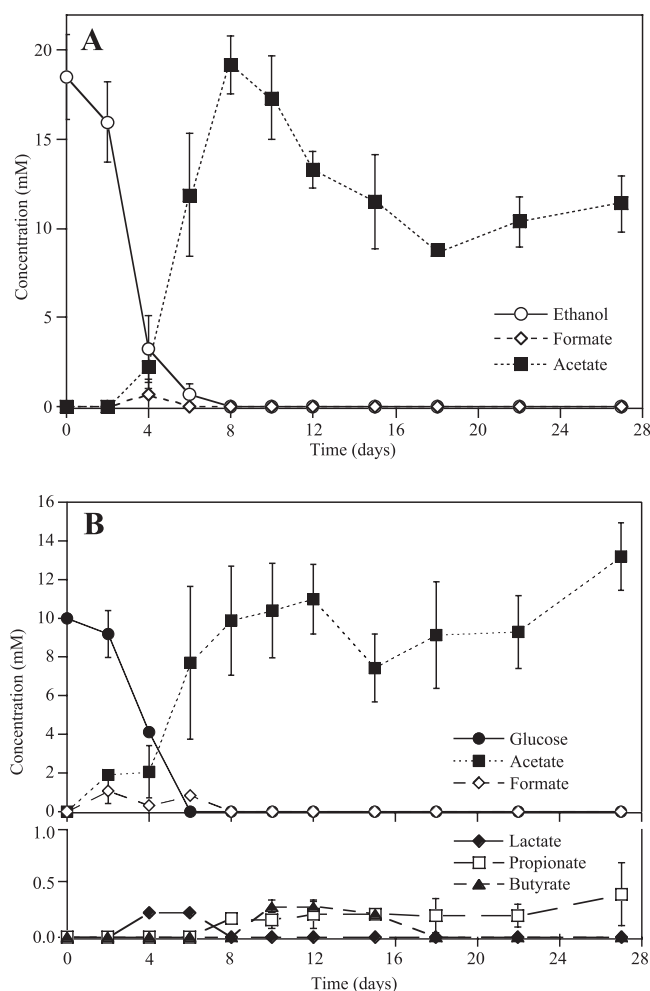 A
20
15
10
5
0
Concentration (mM)
Ethanol
Formate
Acetate
0 4 8 12 16 20 24 28
Time (days)
B
16
14
12
10
8
6
4
2
0
Concentration (mM)
Glucose
Acetate
Formate
1.0
0.5
0.0
Lactate
Propionate
Butyrate
0 4 8 12 16 20 24 28
Time (days)